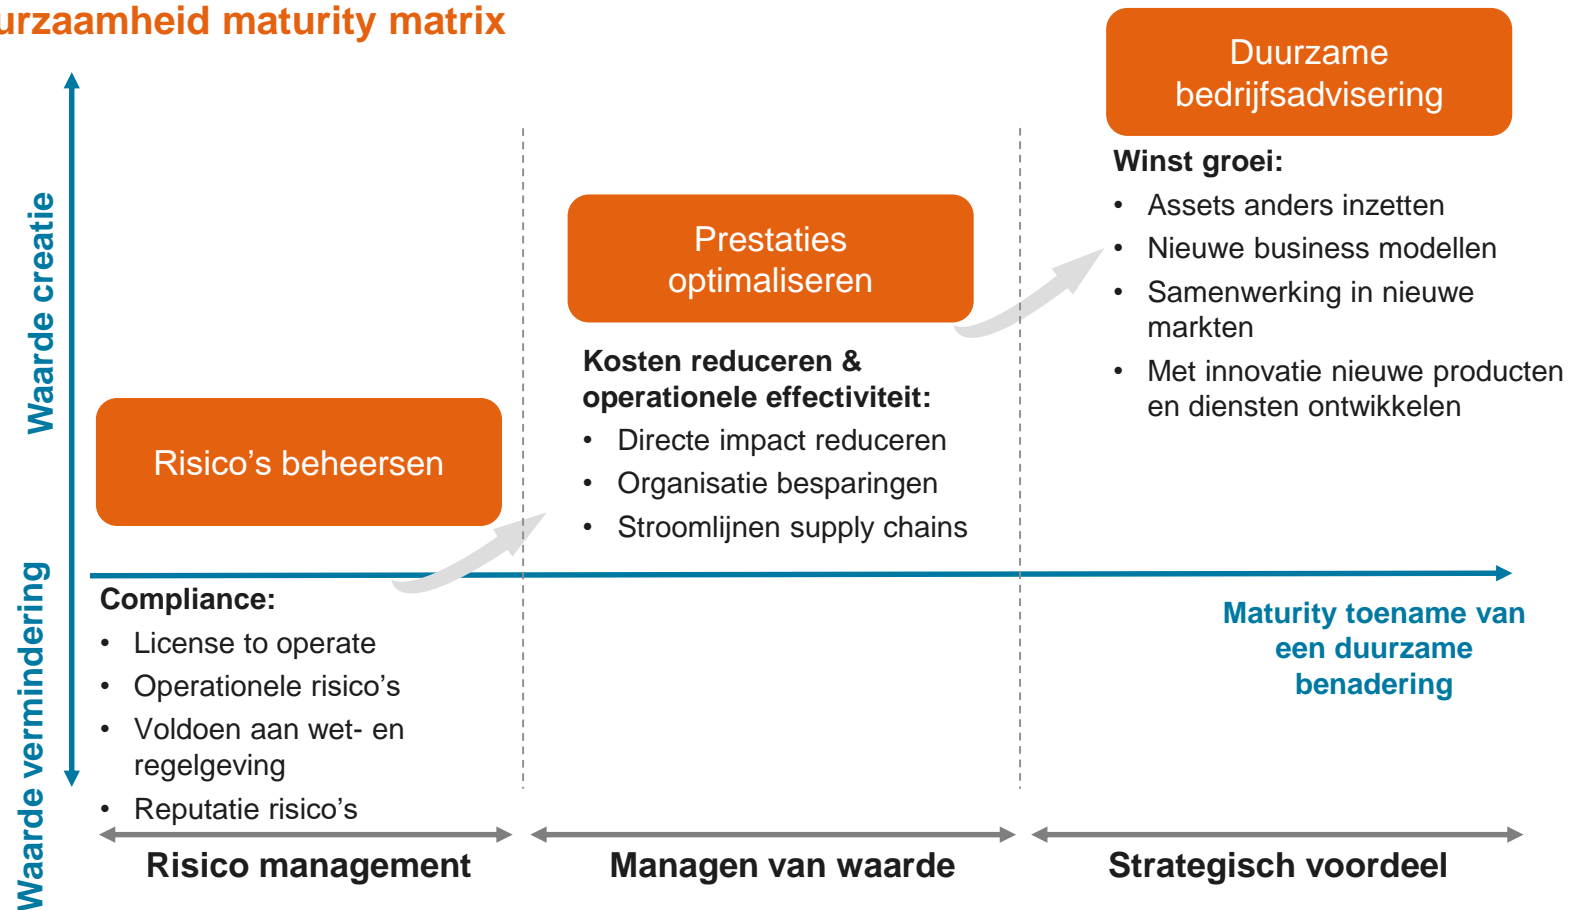 urzaamheid maturity matrix
Duurzame
bedrijfsadvisering
Winst groei:
• Assets anders inzetten
• Nieuwe business modellen
• Samenwerking in nieuwe
markten
• Met innovatie nieuwe producten
en diensten ontwikkelen
Prestaties
optimaliseren
Kosten reduceren &
operationele effectiviteit:
• Directe impact reduceren
• Organisatie besparingen
• Stroomlijnen supply chains
Waarde creatie
Risico's beheersen
Waarde vermindering
Compliance:
• License to operate
• Operationele risico's
• Voldoen aan wet- en
regelgeving
• Reputatie risico's
Maturity toename van
een duurzame
benadering
Risico management
Managen van waarde
Strategisch voordeel